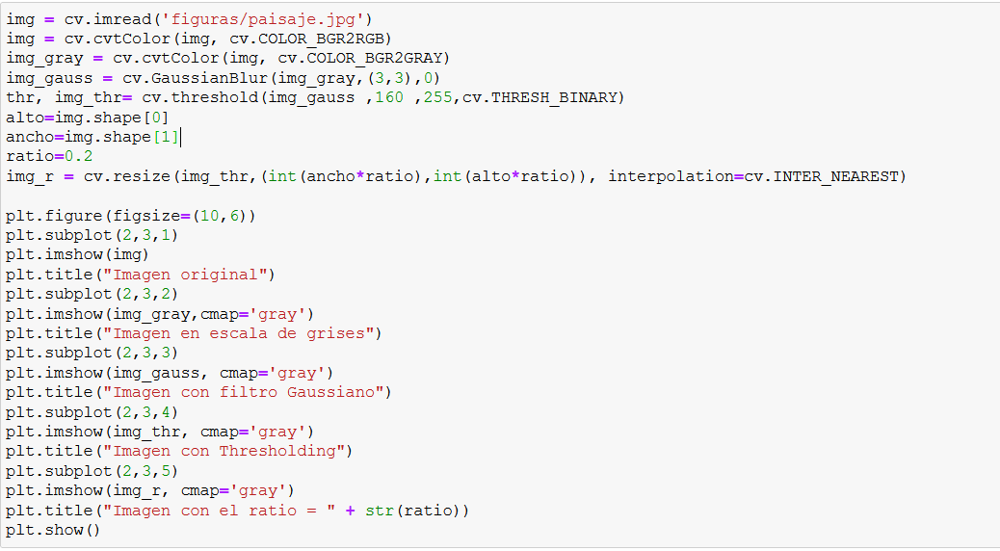 img = cv.imread('figuras/paisaje.jpg')
img = cv.cvtColor(img, cv.COLOR_BGR2RGB)
img_gray = cv.cvtColor(img, cv.COLOR_BGR2GRAY)
img_gauss = cv.GaussianBlur(img_gray,(3,3),0)
thr, img_thr= cv.threshold(img_gauss ,160 ,255,cv.THRESH_BINARY)
alto=img.shape[0]
ancho=img.shape[1]
ratio=0.2
img_r = cv.resize(img_thr,(int(ancho*ratio),int(alto*ratio)), interpolation=cv.INTER_NEAREST)

plt.figure(figsize=(10,6))
plt.subplot(2,3,1)
plt.imshow(img)
plt.title("Imagen original")
plt.subplot(2,3,2)
plt.imshow(img_gray,cmap='gray')
plt.title("Imagen en escala de grises")
plt.subplot(2,3,3)
plt.imshow(img_gauss, cmap='gray')
plt.title("Imagen con filtro Gaussiano")
plt.subplot(2,3,4)
plt.imshow(img_thr, cmap='gray')
plt.title("Imagen con Thresholding")
plt.subplot(2,3,5)
plt.imshow(img_r, cmap='gray')
plt.title("Imagen con el ratio = " + str(ratio))
plt.show()